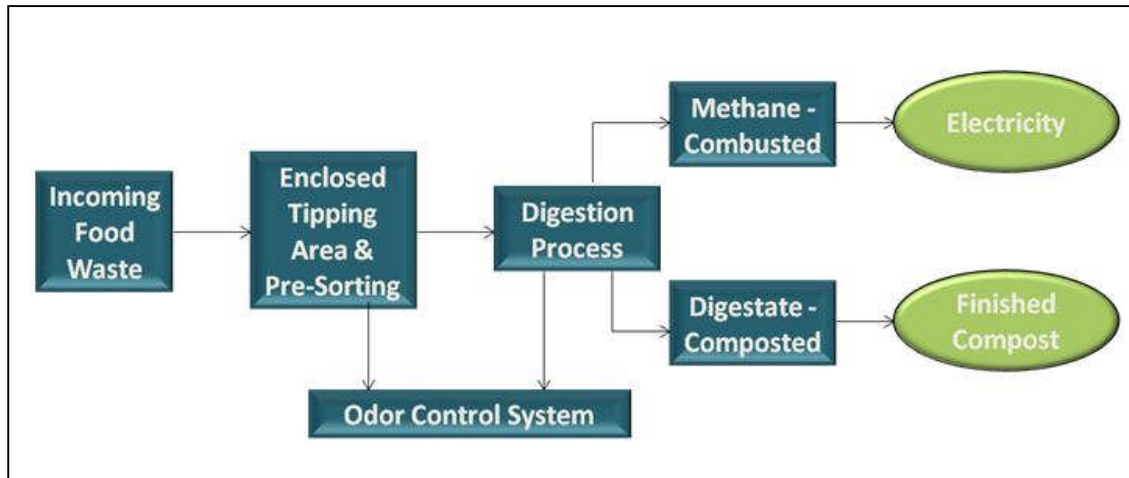 Incoming
Food
Waste
Enclosed
Tipping
Area &
Pre-Sorting
Digestion
Process
Methane -
Combusted
Electricity
Digestate -
Composted
Finished
Compost
Odor Control System